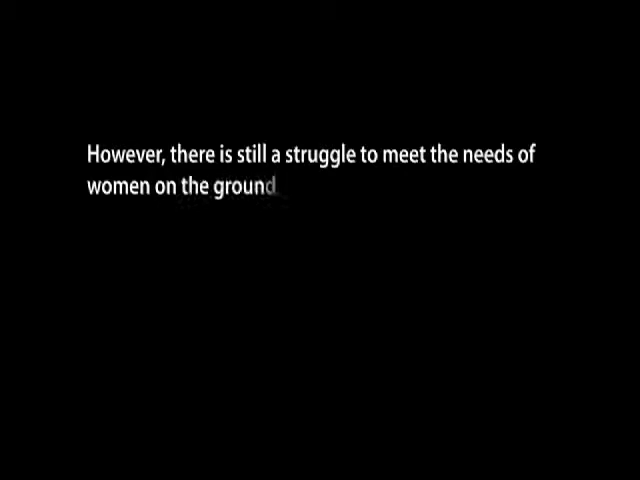 However, there is still a struggle to meet the needs of
women on the ground